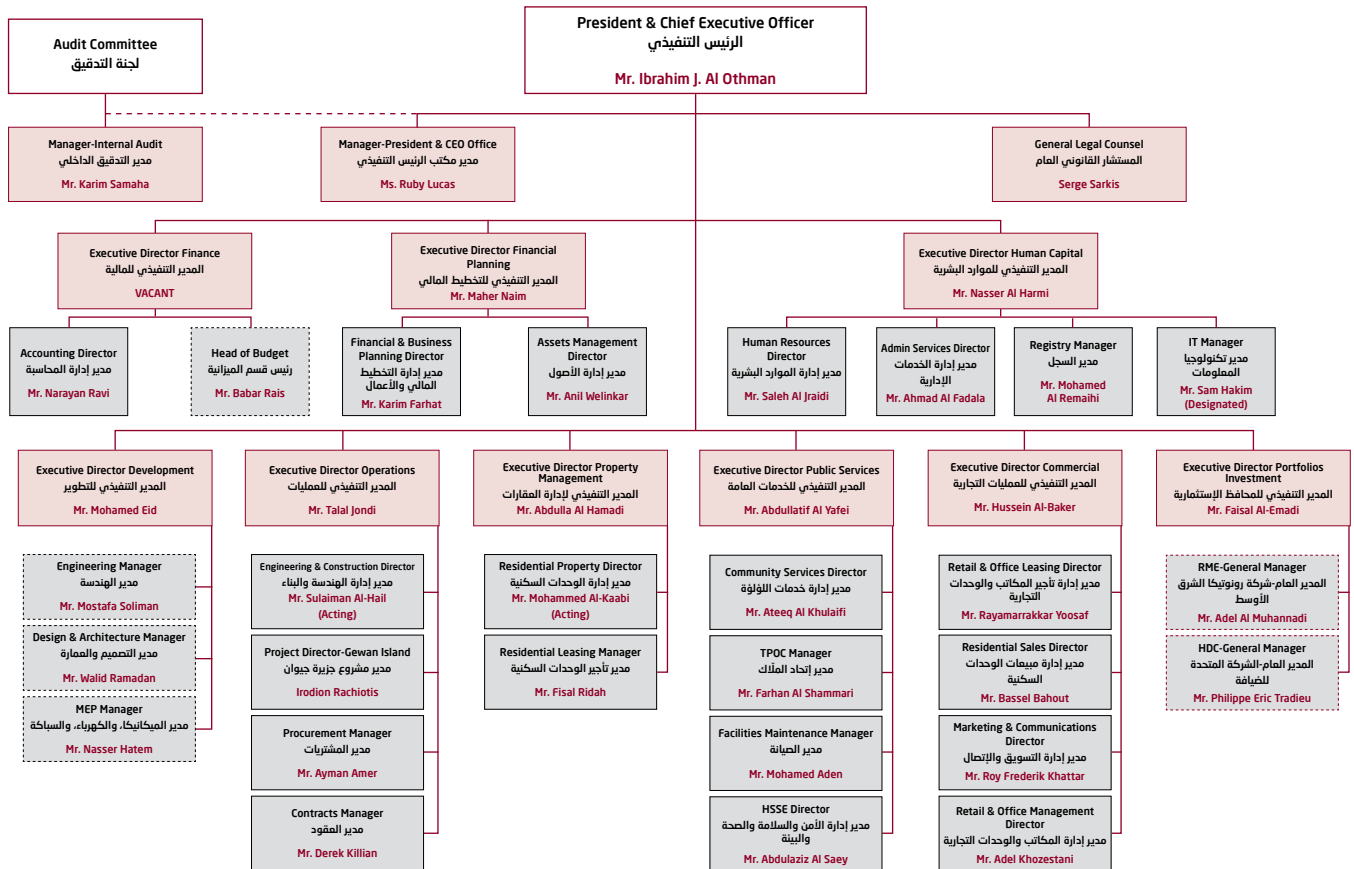 Audit Committee
لجنة التدقيق
President & Chief Executive Officer
الرئيس التنفيذي
Mr. Ibrahim J. Al Othman
Manager-Internal Audit
مدير التدقيق الداخلي
Mr. Karim Samaha
Manager-President & CEO Office
مدير مكتب الرئيس التنفيذي
Ms. Ruby Lucas
General Legal Counsel
المستشار القانوني العام
Serge Sarkis
Executive Director Finance
المدير التنفيذي للمالية
VACANT
Executive Director Financial
Planning
المدير التنفيذي للتخطيط المالي
Mr. Maher Naim
Executive Director Human Capital
المدير التنفيذي للموارد البشرية
Mr. Nasser Al Harmi
Accounting Director
مدير إدارة المحاسبة
Mr. Narayan Ravi
Head of Budget
رئيس قسم الميزانية
Mr. Babar Rais
Financial & Business
Planning Director
مدير إدارة التخطيط
المالي والأعمال
Mr. Karim Farhat
Assets Management
Director
مدير إدارة الأصول
Mr. Anil Welinkar
Human Resources
Director
مدير إدارة الموارد البشرية
Mr. Saleh Al Jraidi
Admin Services Director
مدير إدارة الخدمات
الإدارية
Mr. Ahmad Al Fadala
Registry Manager
مدير السجل
Mr. Mohamed
Al Remaihi
IT Manager
مدير تكنولوجيا
المعلومات
Mr. Sam Hakim
(Designated)
Executive Director Development
المدير التنفيذي للتطوير
Mr. Mohamed Eid
Executive Director Operations
المدير التنفيذي للعمليات
Mr. Talal Jondi
Executive Director Property
Management
المدير التنفيذي لإدارة العقارات
Mr. Abdulla Al Hamadi
Executive Director Public Services
المدير التنفيذي للخدمات العامة
Mr. Abdullatif Al Yafei
Executive Director Commercial
المدير التنفيذي للعمليات التجارية
Mr. Hussein Al-Baker
Executive Director Portfolios
Investment
المدير التنفيذي للمحافظ الإستثمارية
Mr. Faisal Al-Emadi
Engineering Manager
مدير الهندسة
Mr. Mostafa Soliman
Design & Architecture Manager
مدير التصميم والعمارة
Mr. Walid Ramadan
MEP Manager
مدير الميكانيكا، والكهرباء، والسباكة
Mr. Nasser Hatem
Engineering & Construction Director
مدير إدارة الهندسة والبناء
Mr. Sulaiman Al-Hail
(Acting)
Project Director-Gewan Island
مدير مشروع جزيرة جيوان
Irodion Rachiotis
Procurement Manager
مدير المشتريات
Mr. Ayman Amer
Contracts Manager
مدير العقود
Mr. Derek Killian
Residential Property Director
مدير إدارة الوحدات السكنية
Mr. Mohammed Al-Kaabi
(Acting)
Residential Leasing Manager
مدير تأجير الوحدات السكنية
Mr. Fisal Ridah
Community Services Director
مدير إدارة خدمات اللؤلؤة
Mr. Ateeq Al Khulaifi
TPOC Manager
مدير إتحاد الملّاك
Mr. Farhan Al Shammari
Facilities Maintenance Manager
مدير الصيانة
Mr. Mohamed Aden
HSSE Director
مدير إدارة الأمن والسلامة والصحة
والبيئة
Mr. Abdulaziz Al Saey
Retail & Office Leasing Director
مدير إدارة تأجير المكاتب والوحدات
التجارية
Mr. Rayamarrakkar Yoosaf
Residential Sales Director
مدير إدارة مبيعات الوحدات
السكنية
Mr. Bassel Bahout
Marketing & Communications
Director
مدير إدارة التسويق والإتصال
Mr. Roy Frederik Khattar
Retail & Office Management
Director
مدير إدارة المكاتب والوحدات التجارية
Mr. Adel Khozestani
RME-General Manager
المدير العام-شركة رونوتيكا الشرق
الأوسط
Mr. Adel Al Muhannadi
HDC-General Manager
المدير العام-الشركة المتحدة
للضيافة
Mr. Philippe Eric Tradieu